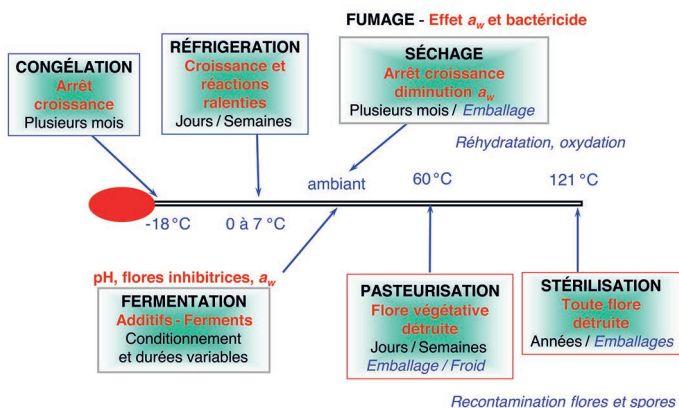 FUMAGE - Effet aw et bactéricide
CONGÉLATION
Arrêt
croissance
Plusieurs mois
RÉFRIGERATION
Croissance et
réactions
ralenties
Jours / Semaines
SÉCHAGE
Arrêt croissance
diminution aw
Plusieurs mois / Emballage
Réhydratation, oxydation
ambiant
60 °C
121 °C
-18 °C
0 à 7 °C
pH, flores inhibitrices, aw
FERMENTATION
Additifs - Ferments
Conditionnement
et durées variables
PASTEURISATION
Flore végétative
détruite
Jours / Semaines
Emballage / Froid
STÉRILISATION
Toute flore
détruite
Années / Emballages
Recontamination flores et spores